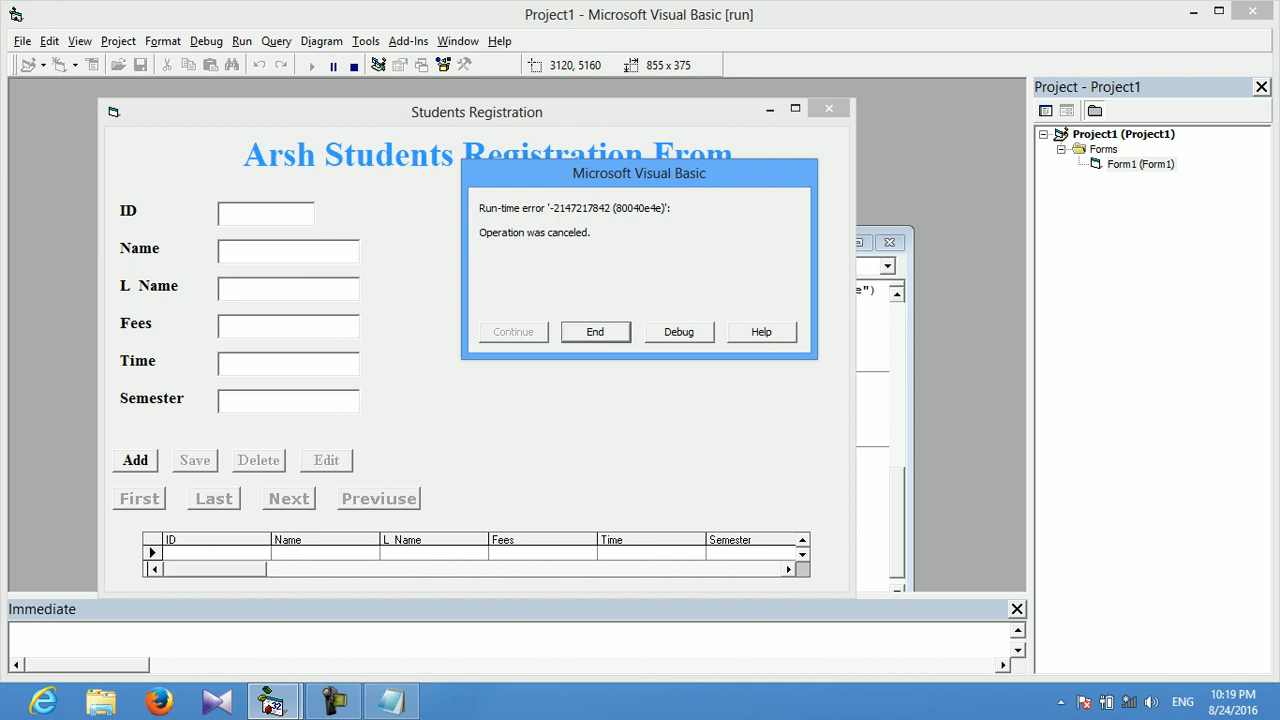 Project1 - Microsoft Visual Basic [run]
File Edit View Project Format Debug Run Query Diagram Tools Add-Ins Window Help
3120, 5160 855 x 375
Project - Project1
Students Registration
Project1 (Project1)
Forms
Form1 (Form1)
Arsh Students Registration From
Microsoft Visual Basic
Run-time error '-2147217842 (80040e4e)':
Operation was canceled.
Continue End Debug Help
ID
Name
L Name
Fees
Time
Semester
e")
Add Save Delete Edit
First Last Next Previuse
ID Name L Name Fees Time Semester
Immediate
32
ENG
10:19 PM
8/24/2016